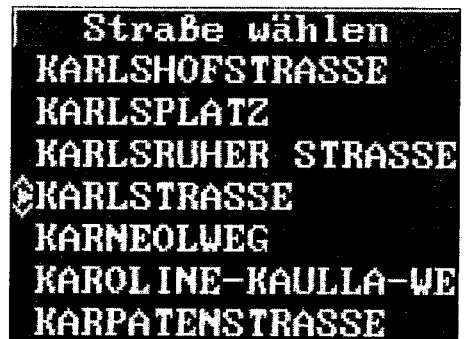 Straße wählen
KARLSHOFSTRASSE
KARLSPLATZ
KARLSRUHER STRASSE
KARLSTRASSE
KARNEOLWEG
KAROLINE-KAULLA-WE
KARPATENSTRASSE